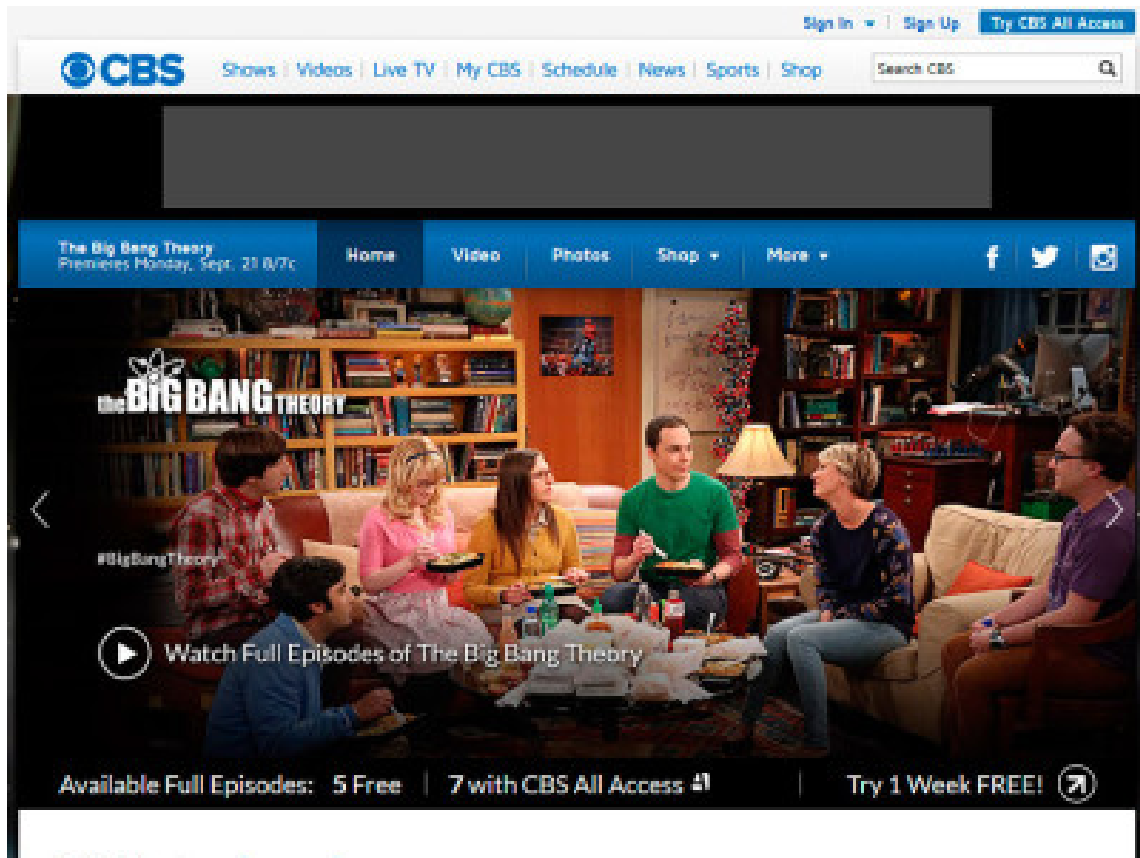 Sign In Sign Up Try CBS All Access
CBS Shows Videos Live TV My CBS Schedule News Sports Shop Search CBS
The Big Bang Theory
Premieres Monday, Sept. 21 8/7c
Home Video Photos Shop More
the BIG BANG THEORY
#BigBangTheory
Watch Full Episodes of The Big Bang Theory
Available Full Episodes: 5 Free 7 with CBS All Access Try 1 Week FREE!